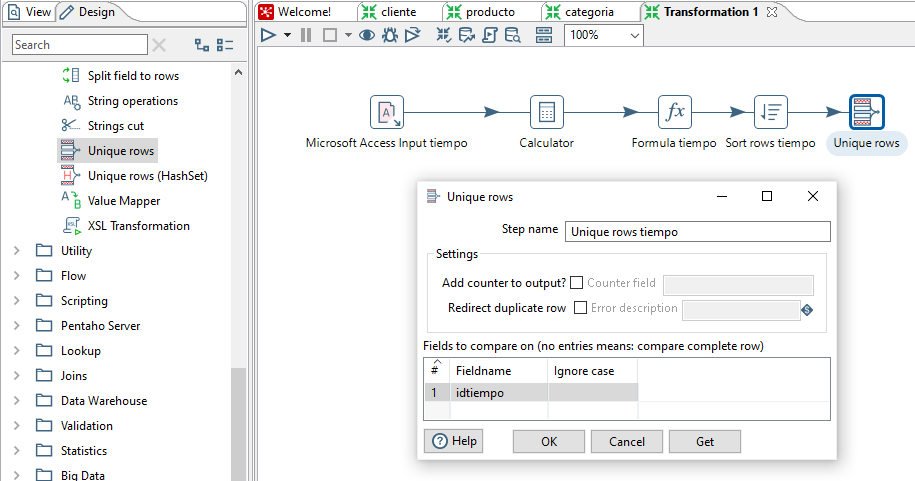 View
Design
Search
Split field to rows
String operations
Strings cut
Unique rows
Unique rows (HashSet)
Value Mapper
XSL Transformation
Utility
Flow
Scripting
Pentaho Server
Lookup
Joins
Data Warehouse
Validation
Statistics
Big Data
Welcome!
cliente
producto
categoria
Transformation 1
100%
Microsoft Access Input tiempo
Calculator
Formula tiempo
Sort rows tiempo
Unique rows
Unique rows
Step name
Unique rows tiempo
Settings
Add counter to output?
Counter field
Redirect duplicate row
Error description
Fields to compare on (no entries means: compare complete row)
# Fieldname Ignore case
1 idtiempo
Help
OK
Cancel
Get